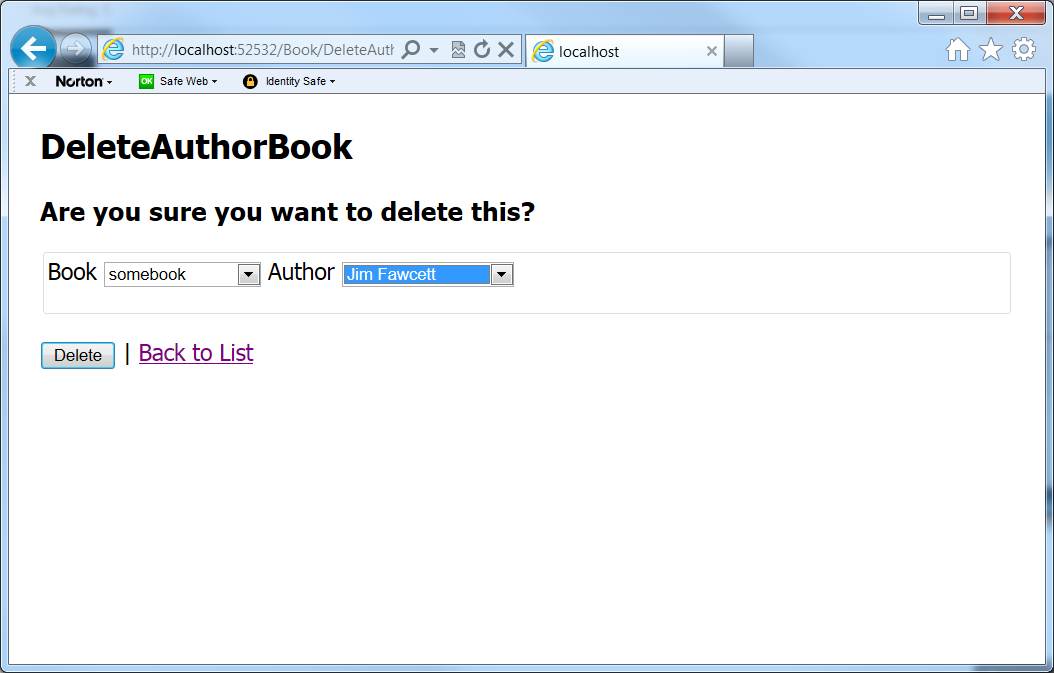 http://localhost:52532/Book/DeleteAuth
localhost
Norton
OK Safe Web
Identity Safe
DeleteAuthorBook
Are you sure you want to delete this?
Book somebook Author Jim Fawcett
Delete | Back to List